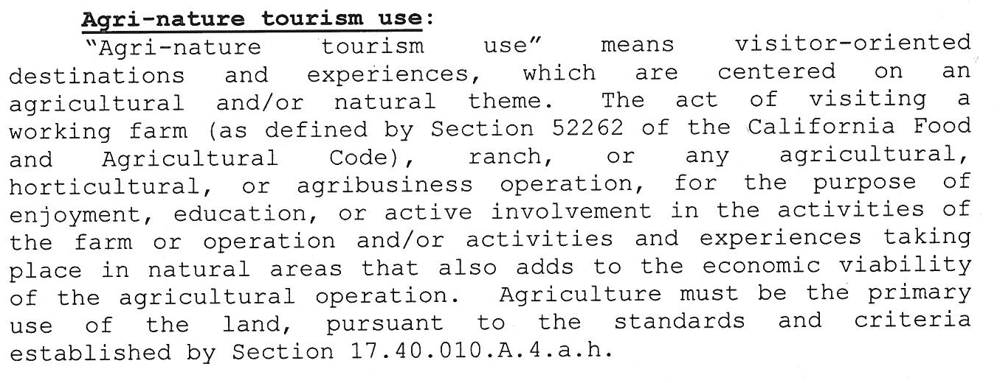 Agri-nature tourism use:
"Agri-nature tourism use" means visitor-oriented
destinations and experiences, which are centered on an
agricultural and/or natural theme. The act of visiting a
working farm (as defined by Section 52262 of the California Food
and Agricultural Code), ranch, or any agricultural,
horticultural, or agribusiness operation, for the purpose of
enjoyment, education, or active involvement in the activities of
the farm or operation and/or activities and experiences taking
place in natural areas that also adds to the economic viability
of the agricultural operation. Agriculture must be the primary
use of the land, pursuant to the standards and criteria
established by Section 17.40.010.A.4.a.h.